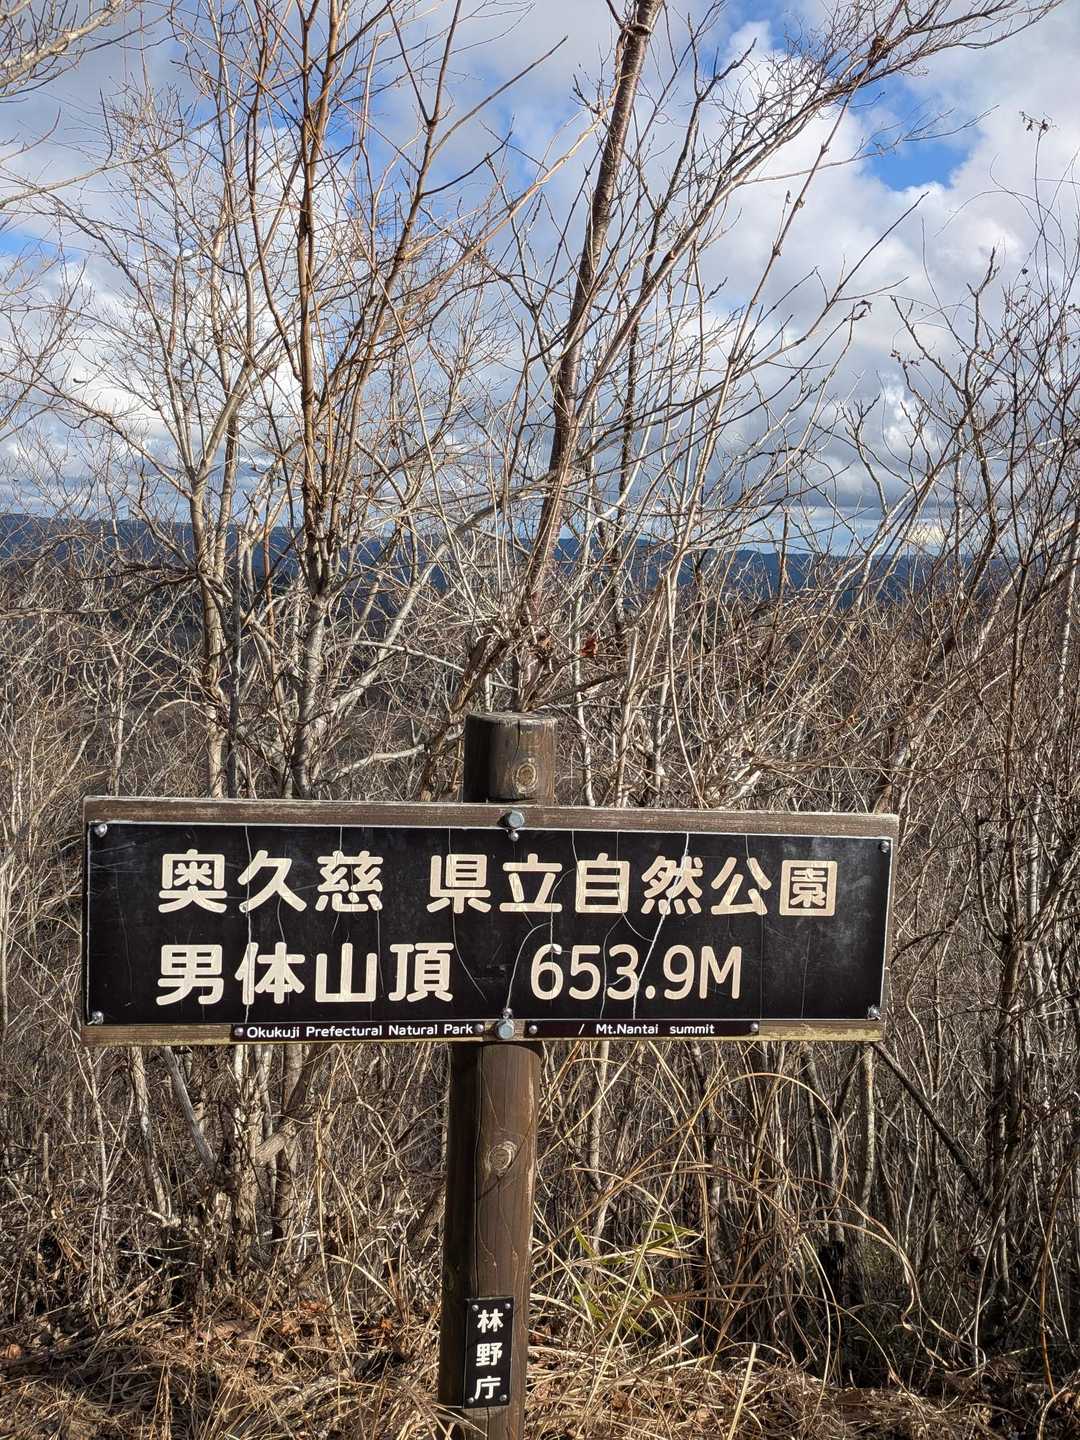 奥久慈 県立自然公園
男体山頂 653.9M
Okukuji Prefectural Natural Park / Mt.Nantai summit
林野庁